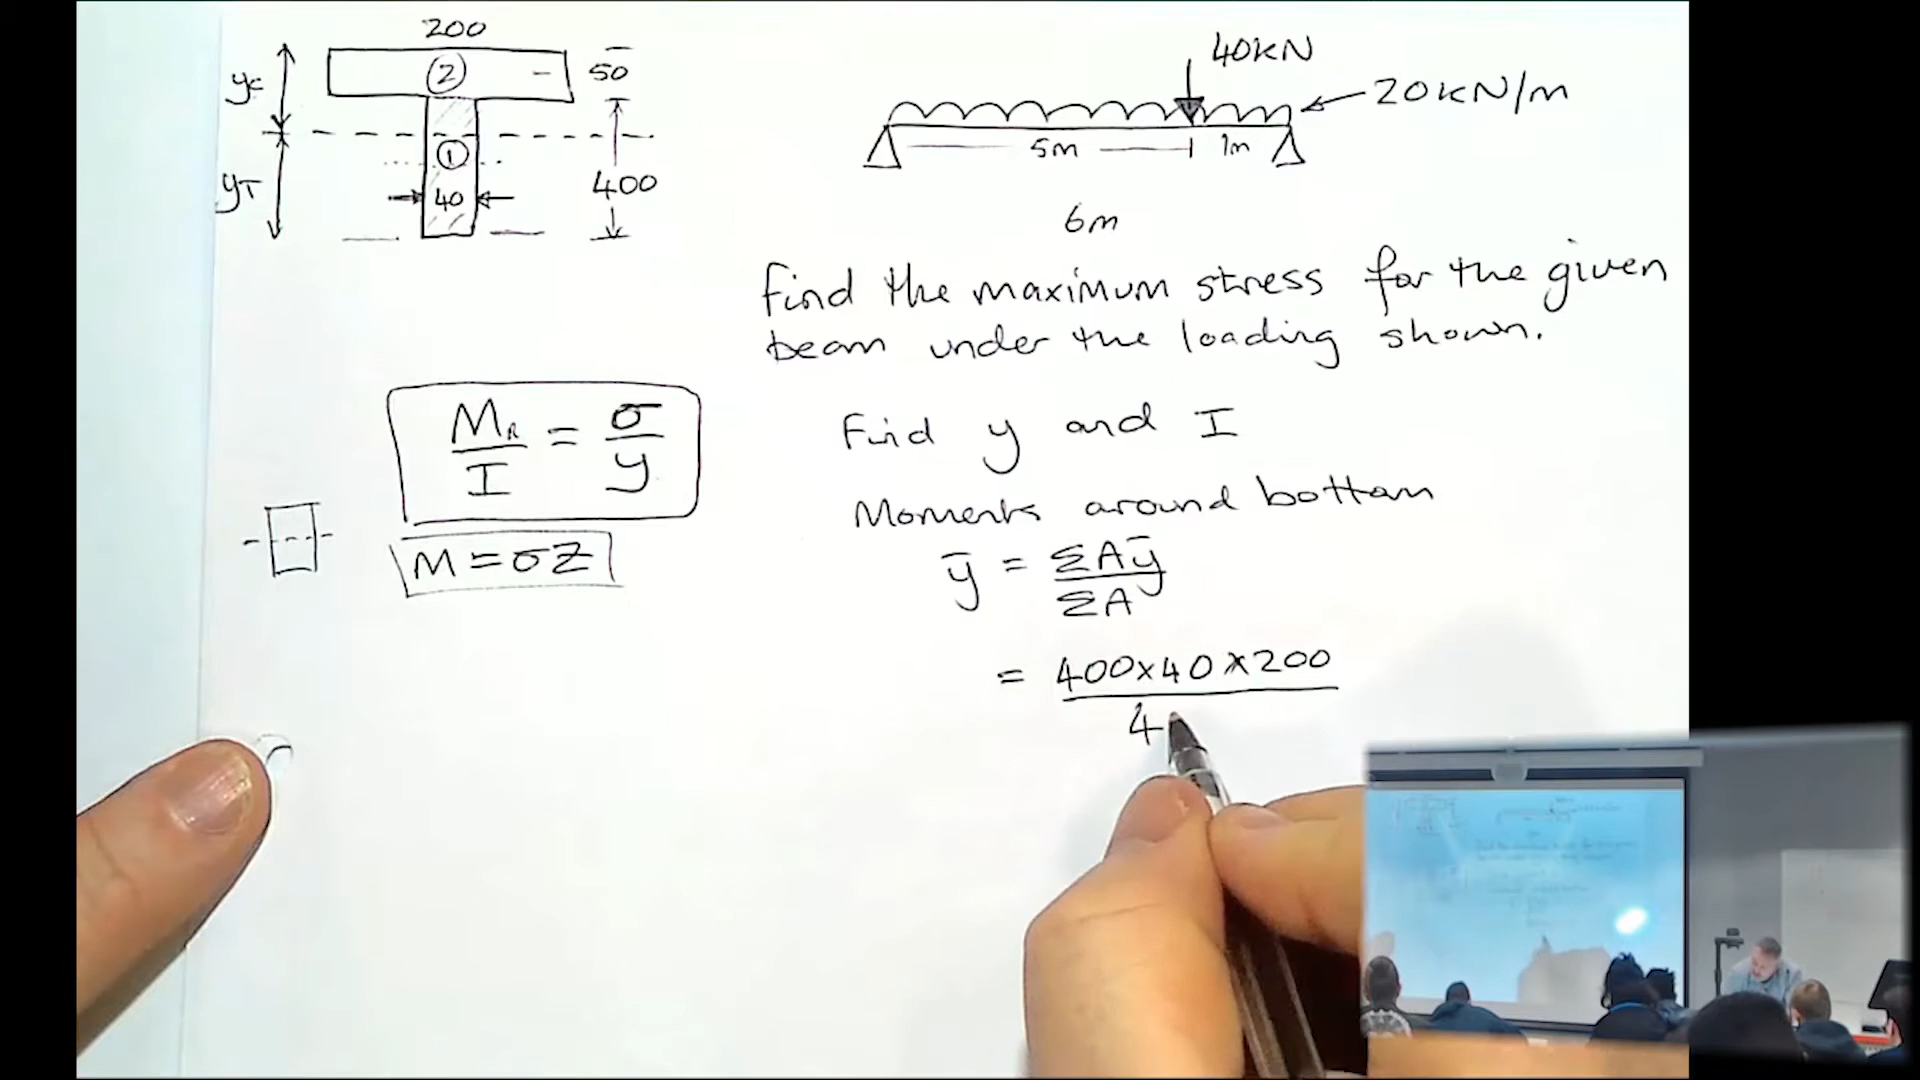 200
yc
②
50
①
yT
40
400
40kN
20kN/m
5m
1m
6m
Find the maximum stress for the given
beam under the loading shown.
M_R/I = σ/y
M=σZ
Find y and I
Moments around bottom
ȳ = ΣAȳ/ΣA
= 400x40x200
4